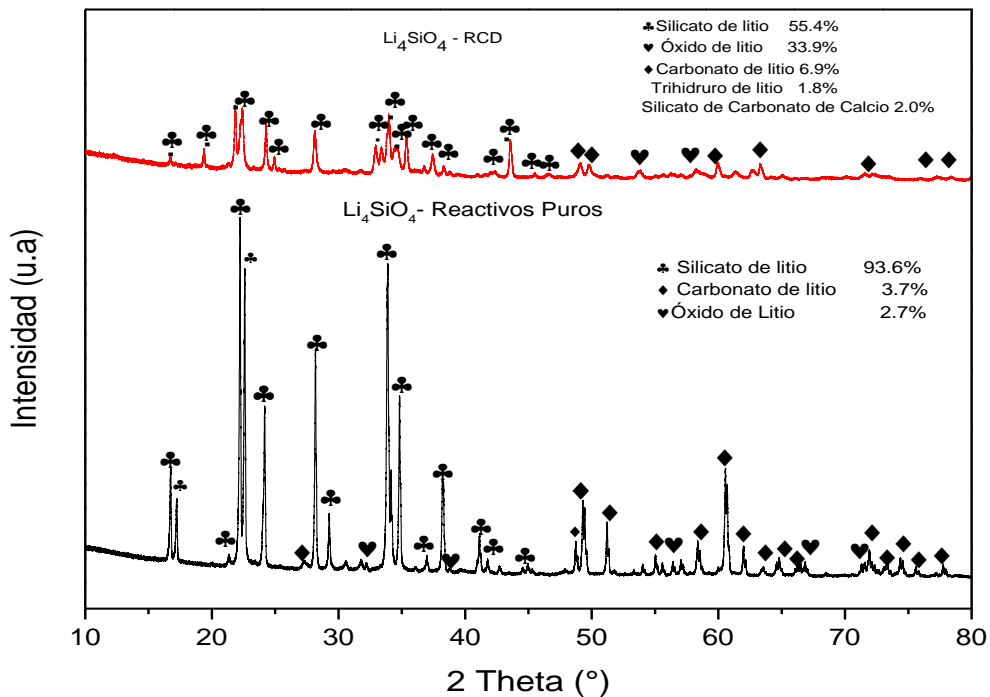 Li₄SiO₄ - RCD
♣Silicato de litio 55.4%
♥ Óxido de litio 33.9%
◆Carbonato de litio 6.9%
Trihidruro de litio 1.8%
Silicato de Carbonato de Calcio 2.0%
Li₄SiO₄- Reactivos Puros
♣ Silicato de litio 93.6%
◆ Carbonato de litio 3.7%
♥Óxido de Litio 2.7%
Intensidad (u.a)
10 20 30 40 50 60 70 80
2 Theta (°)